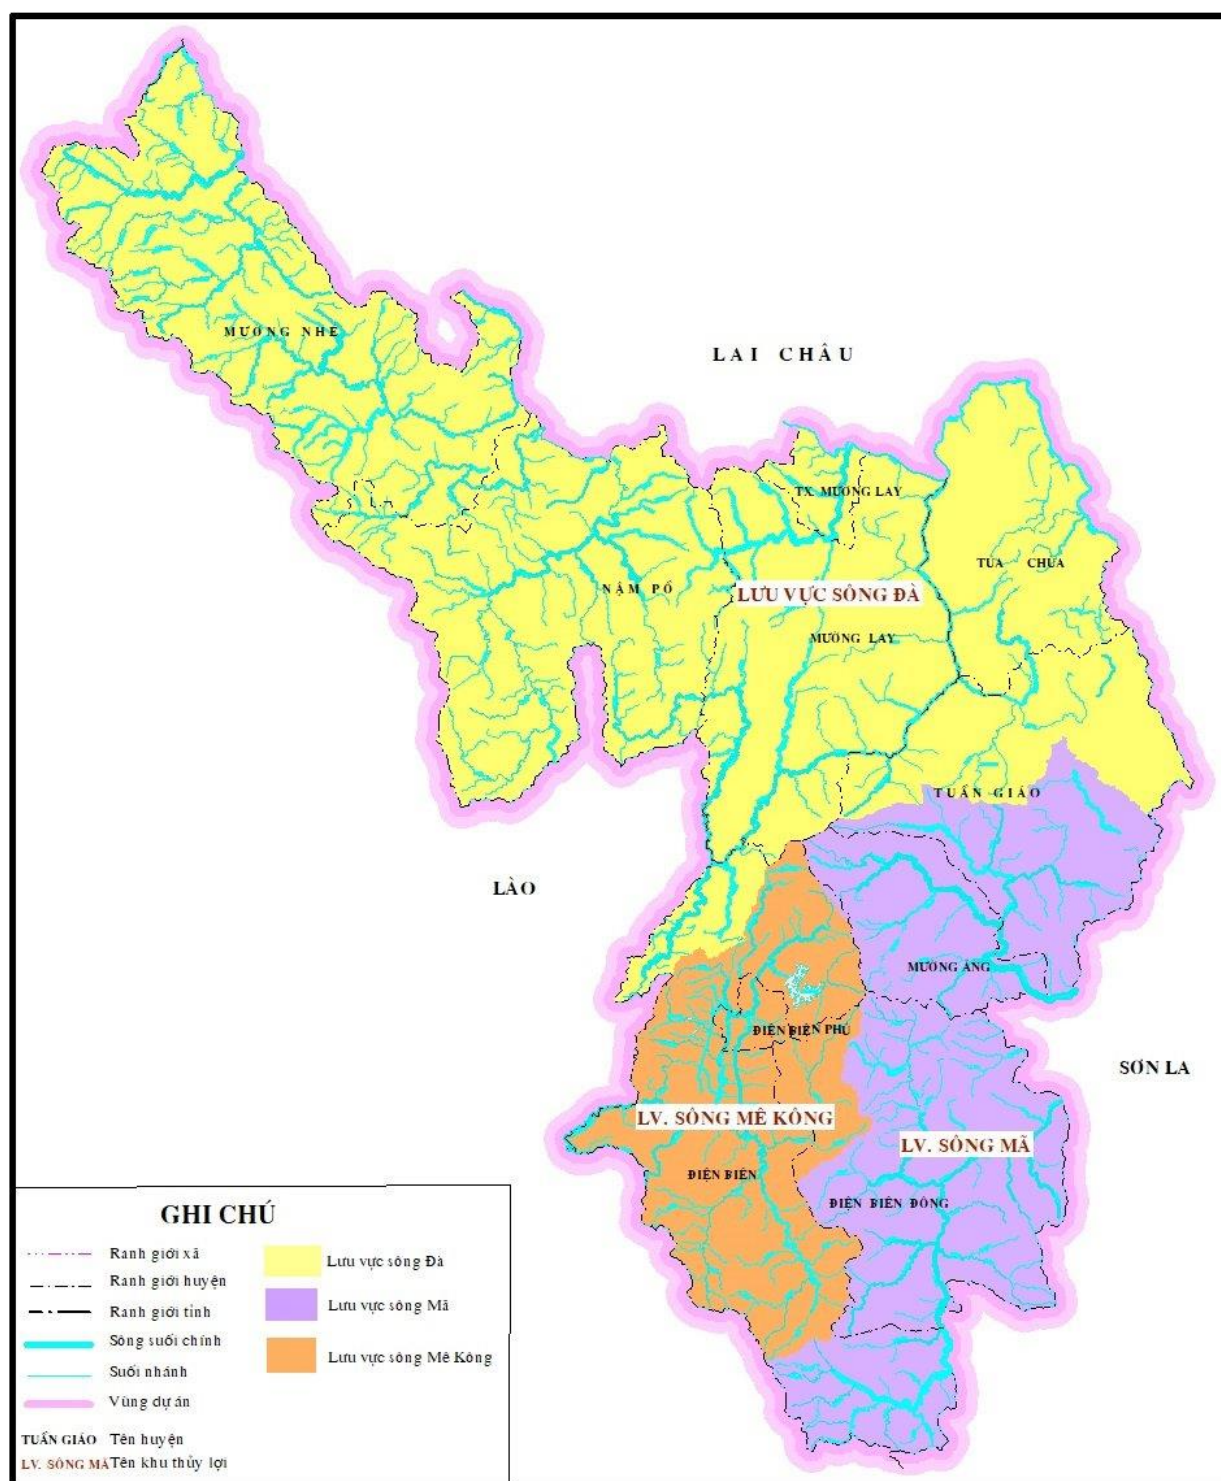 MƯỜNG NHÉ
LAI CHÂU
TX. MƯỜNG LAY
TỦA CHÙA
NẬM PỒ
LƯU VỰC SÔNG ĐÀ
MƯỜNG LAY
TUẦN GIÁO
LÀO
MƯỜNG ẢNG
ĐIỆN BIÊN PHỦ
SƠN LA
LV. SÔNG MÊ KÔNG
LV. SÔNG MÃ
ĐIỆN BIÊN
ĐIỆN BIÊN ĐÔNG
GHI CHÚ
Ranh giới xã
Ranh giới huyện
Ranh giới tỉnh
Sông suối chính
Suối nhánh
Vùng dự án
TUẦN GIÁO Tên huyện
LV. SÔNG MÃ Tên khu thủy lợi
Lưu vực sông Đà
Lưu vực sông Mã
Lưu vực sông Mê Kông